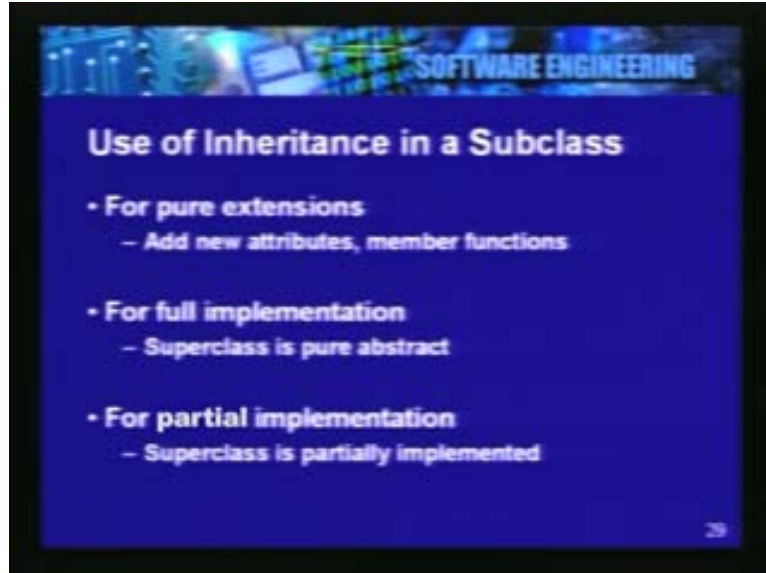 SOFTWARE ENGINEERING
Use of Inheritance in a Subclass
• For pure extensions
– Add new attributes, member functions
• For full implementation
– Superclass is pure abstract
• For partial implementation
– Superclass is partially implemented
29